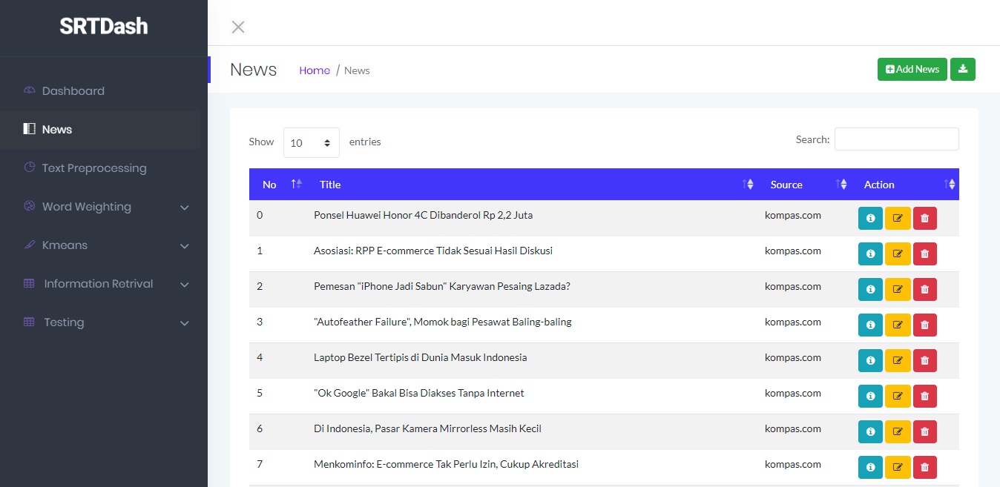 SRTDash
Dashboard
News
Text Preprocessing
Word Weighting
Kmeans
Information Retrival
Testing
News Home / News
Add News
Show 10 entries
Search:
No Title Source Action
0 Ponsel Huawei Honor 4C Dibanderol Rp 2,2 Juta kompas.com
1 Asosiasi: RPP E-commerce Tidak Sesuai Hasil Diskusi kompas.com
2 Pemesan "iPhone Jadi Sabun" Karyawan Pesaing Lazada? kompas.com
3 "Autofeather Failure", Momok bagi Pesawat Baling-baling kompas.com
4 Laptop Bezel Tertipis di Dunia Masuk Indonesia kompas.com
5 "Ok Google" Bakal Bisa Diakses Tanpa Internet kompas.com
6 Di Indonesia, Pasar Kamera Mirrorless Masih Kecil kompas.com
7 Menkominfo: E-commerce Tak Perlu Izin, Cukup Akreditasi kompas.com